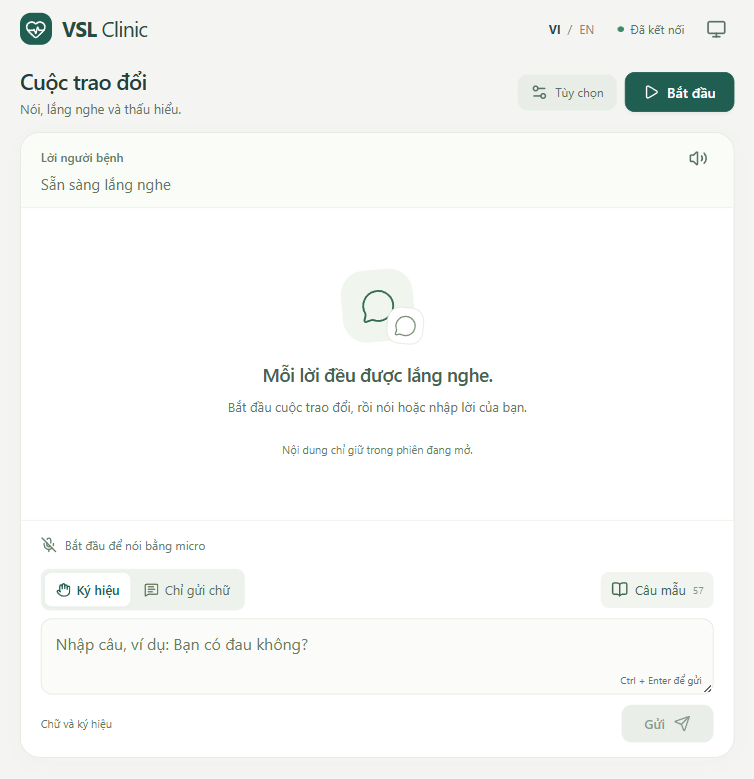 VSL Clinic
VI / EN
Đã kết nối
Cuộc trao đổi
Nói, lắng nghe và thấu hiểu.
Tùy chọn
Bắt đầu
Lời người bệnh
Sẵn sàng lắng nghe
Mỗi lời đều được lắng nghe.
Bắt đầu cuộc trao đổi, rồi nói hoặc nhập lời của bạn.
Nội dung chỉ giữ trong phiên đang mở.
Bắt đầu để nói bằng micro
Ký hiệu
Chỉ gửi chữ
Câu mẫu 57
Nhập câu, ví dụ: Bạn có đau không?
Ctrl + Enter để gửi
Chữ và ký hiệu
Gửi